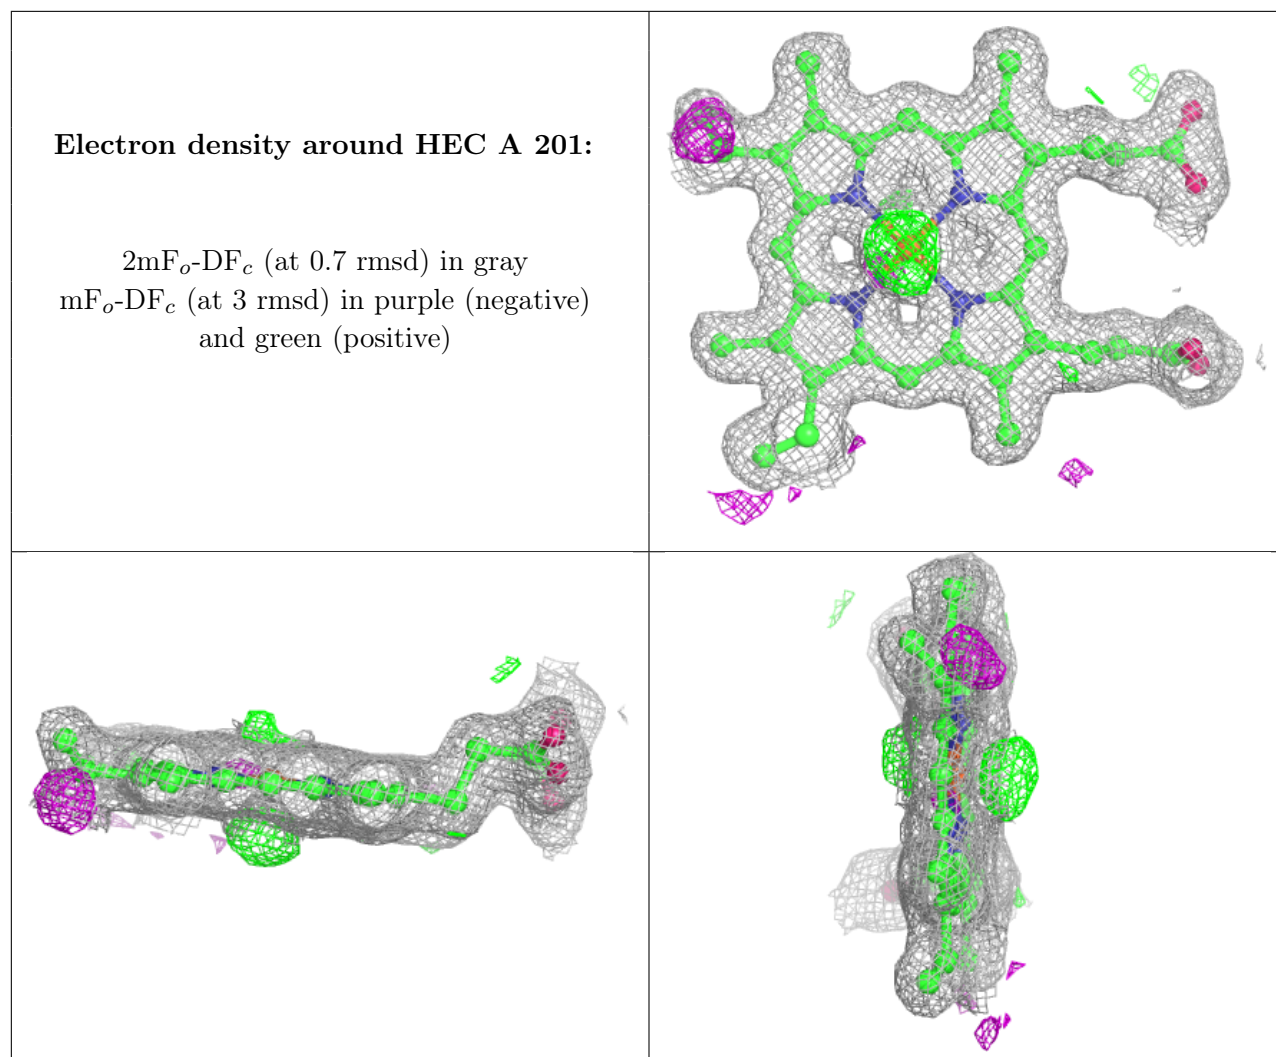 Electron density around HEC A 201:
2mFₒ-DF𝒸 (at 0.7 rmsd) in gray
mFₒ-DF𝒸 (at 3 rmsd) in purple (negative)
and green (positive)